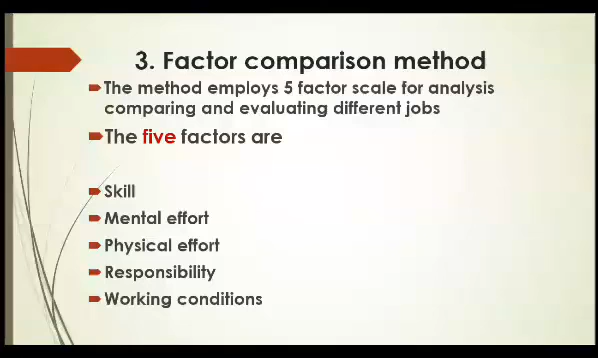 3. Factor comparison method
The method employs 5 factor scale for analysis
comparing and evaluating different jobs
The five factors are
Skill
Mental effort
Physical effort
Responsibility
Working conditions